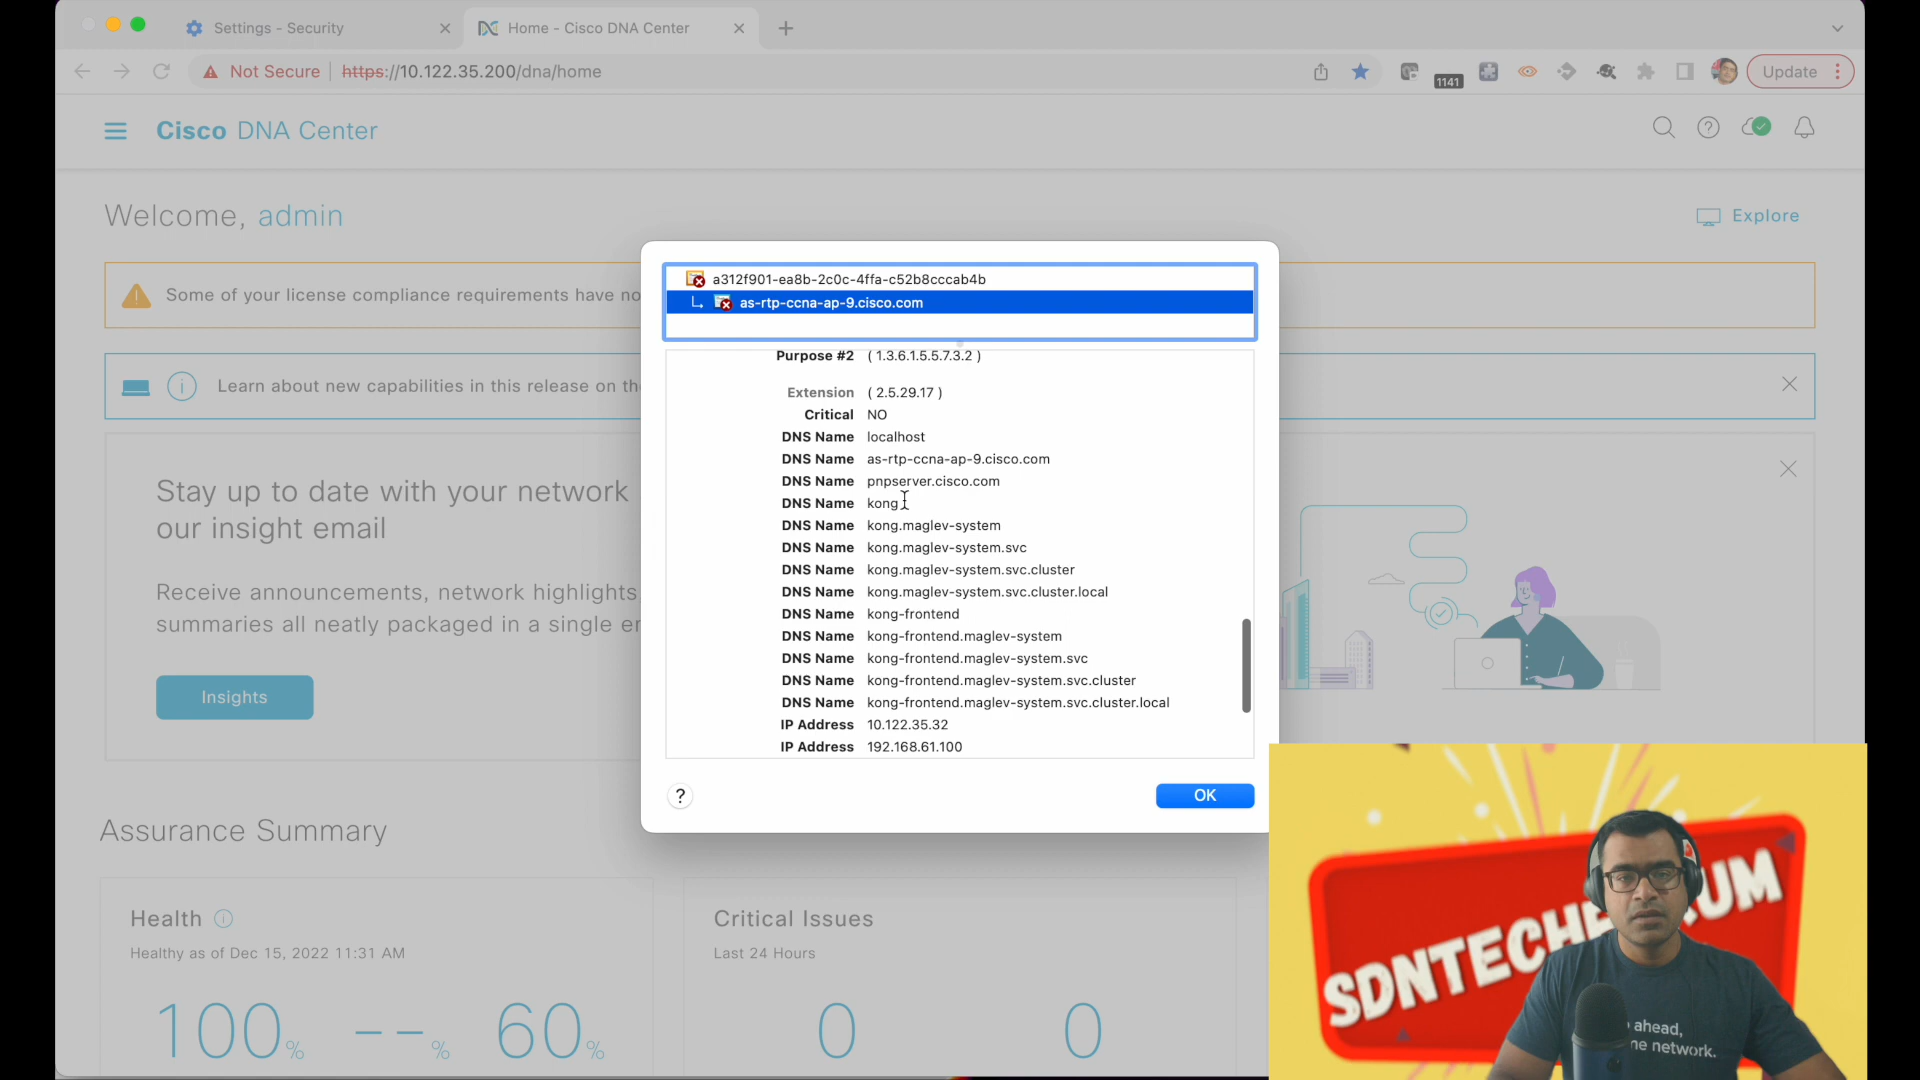 Settings - Security
Home - Cisco DNA Center
Not Secure
https://10.122.35.200/dna/home
1141
Update
Cisco DNA Center
Welcome, admin
Explore
Some of your license compliance requirements have no
Learn about new capabilities in this release on th
Stay up to date with your network
our insight email
Receive announcements, network highlights
summaries all neatly packaged in a single
Insights
a312f901-ea8b-2c0c-4ffa-c52b8cccab4b
as-rtp-ccna-ap-9.cisco.com
Purpose #2 ( 1.3.6.1.5.5.7.3.2 )
Extension ( 2.5.29.17 )
Critical NO
DNS Name localhost
DNS Name as-rtp-ccna-ap-9.cisco.com
DNS Name pnpserver.cisco.com
DNS Name kong
DNS Name kong.maglev-system
DNS Name kong.maglev-system.svc
DNS Name kong.maglev-system.svc.cluster
DNS Name kong.maglev-system.svc.cluster.local
DNS Name kong-frontend
DNS Name kong-frontend.maglev-system
DNS Name kong-frontend.maglev-system.svc
DNS Name kong-frontend.maglev-system.svc.cluster
DNS Name kong-frontend.maglev-system.svc.cluster.local
IP Address 10.122.35.32
IP Address 192.168.61.100
?
OK
Assurance Summary
Health
Healthy as of Dec 15, 2022 11:31 AM
100% --% 60%
Critical Issues
Last 24 Hours
0 0
SDNTECHF UM
ahead,
ne network.